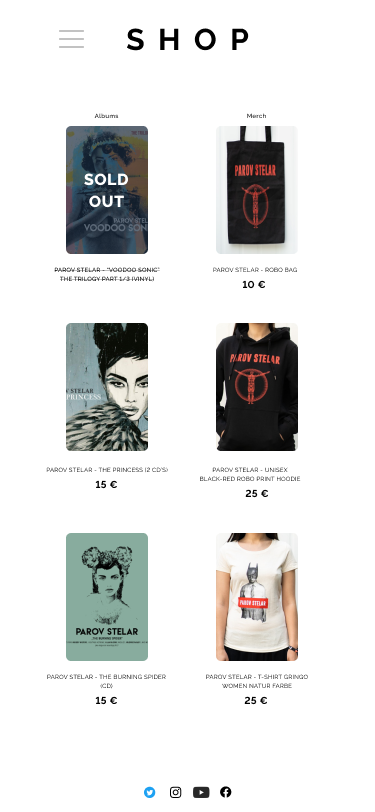 SHOP
Albums
Merch
SOLD
OUT
PAROV STEL
VOODOO SON
PAROV STELAR - "VOODOO SONIC"
THE TRILOGY PART 1/3 (VINYL)
PAROV STELAR
PAROV STELAR - ROBO BAG
10 €
STELAR
PRINCESS
PAROV STELAR - THE PRINCESS (2 CD'S)
15 €
PAROV STELAR
PAROV STELAR - UNISEX
BLACK-RED ROBO PRINT HOODIE
25 €
PAROV STELAR
THE BURNING SPIDER
PAROV STELAR - THE BURNING SPIDER
(CD)
15 €
PAROV STELAR
PAROV STELAR - T-SHIRT GRINGO
WOMEN NATUR FARBE
25 €